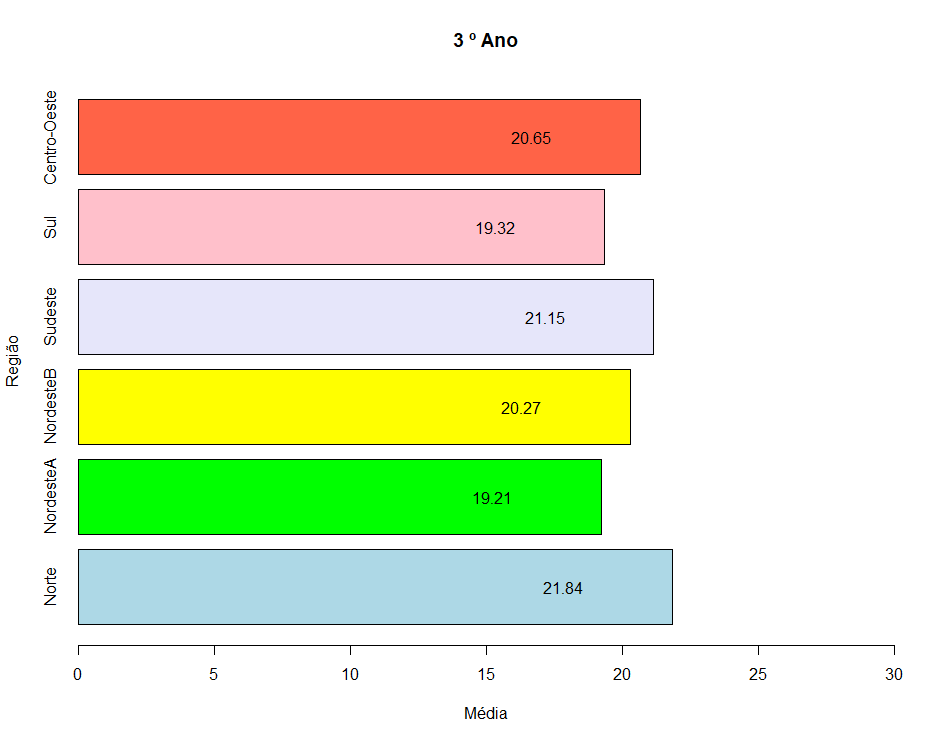 3 º Ano
Centro-Oeste
20.65
Sul
19.32
Sudeste
21.15
Região
NordesteB
20.27
NordesteA
19.21
Norte
21.84
0 5 10 15 20 25 30
Média